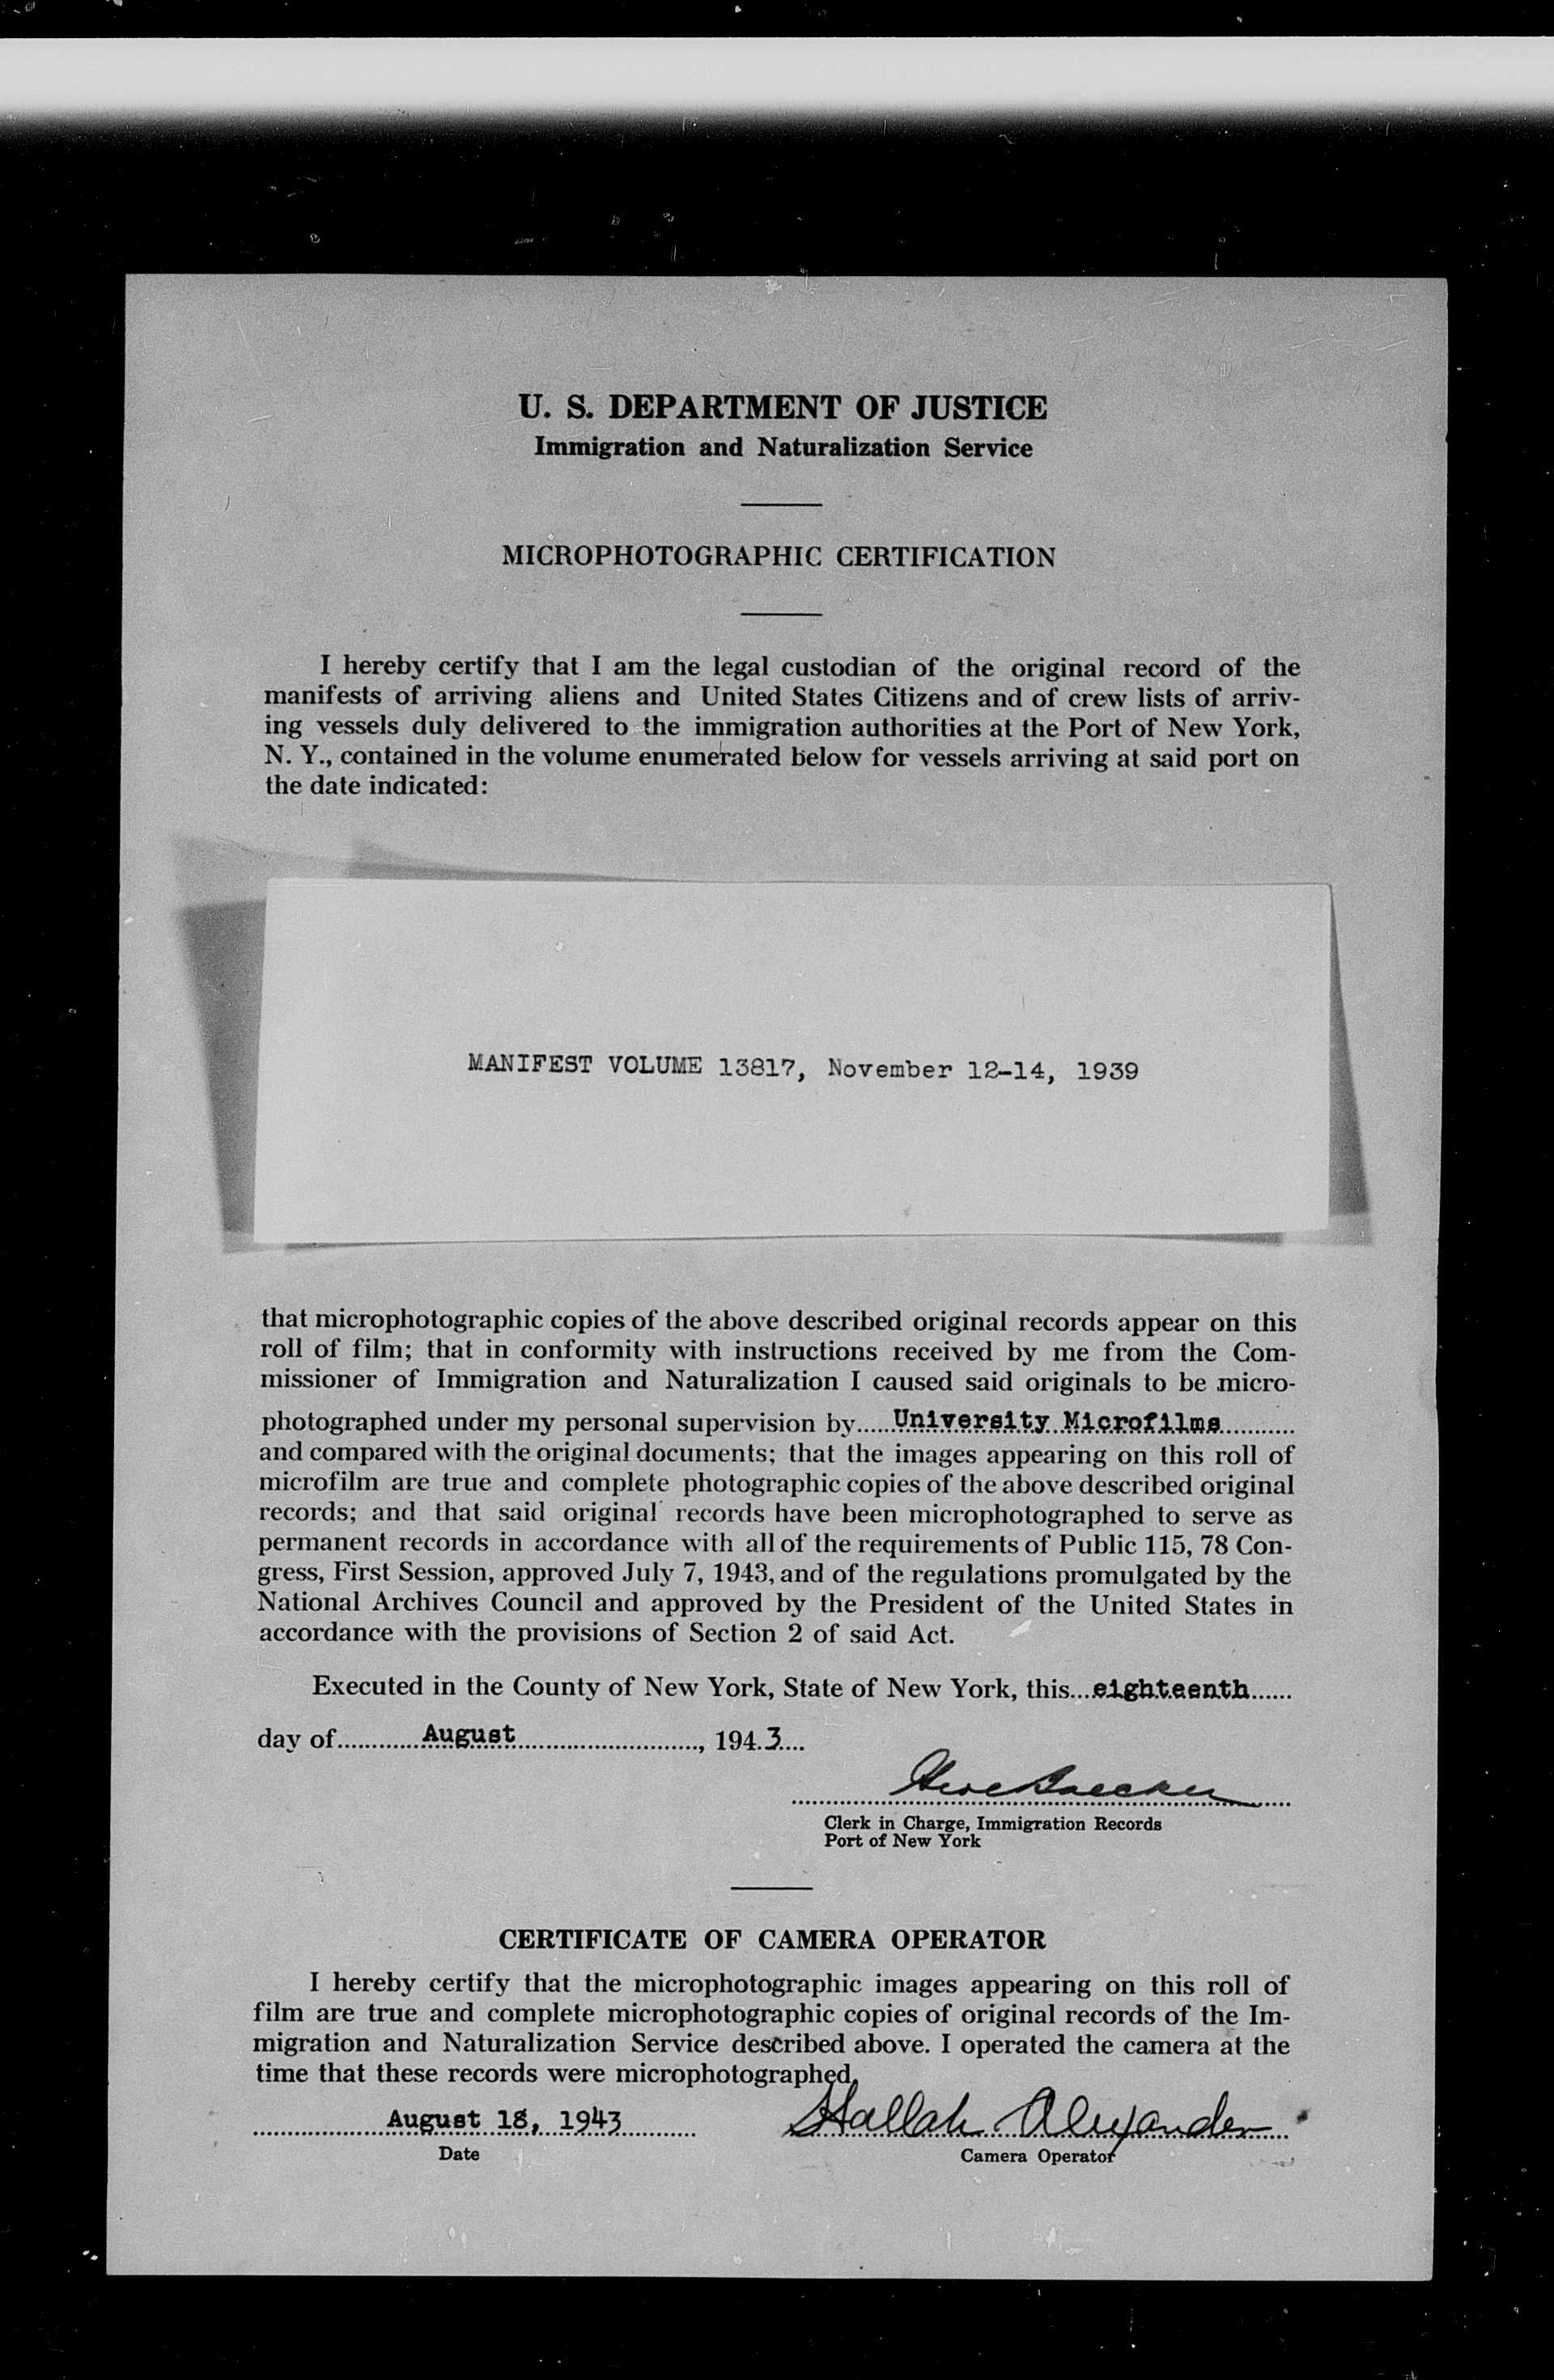 U. S. DEPARTMENT OF JUSTICE
Immigration and Naturalization Service
MICROPHOTOGRAPHIC CERTIFICATION
I hereby certify that I am the legal custodian of the original record of the
manifests of arriving aliens and United States Citizens and of crew lists of arriv-
ing vessels duly delivered to the immigration authorities at the Port of New York,
N. Y., contained in the volume enumerated below for vessels arriving at said port on
the date indicated:
MANIFEST VOLUME 13817, November 12-14, 1939
that microphotographic copies of the above described original records appear on this
roll of film; that in conformity with instructions received by me from the Com-
missioner of Immigration and Naturalization I caused said originals to be micro-
photographed under my personal supervision by.....University Microfilms...........
and compared with the original documents; that the images appearing on this roll of
microfilm are true and complete photographic copies of the above described original
records; and that said original records have been microphotographed to serve as
permanent records in accordance with all of the requirements of Public 115, 78 Con-
gress, First Session, approved July 7, 1943, and of the regulations promulgated by the
National Archives Council and approved by the President of the United States in
accordance with the provisions of Section 2 of said Act.
Executed in the County of New York, State of New York, this...eighteenth......
day of............August............................, 194.3....
Clerk in Charge, Immigration Records
Port of New York
CERTIFICATE OF CAMERA OPERATOR
I hereby certify that the microphotographic images appearing on this roll of
film are true and complete microphotographic copies of original records of the Im-
migration and Naturalization Service described above. I operated the camera at the
time that these records were microphotographed.
August 18, 1943 Hallah Alexander
Date Camera Operator